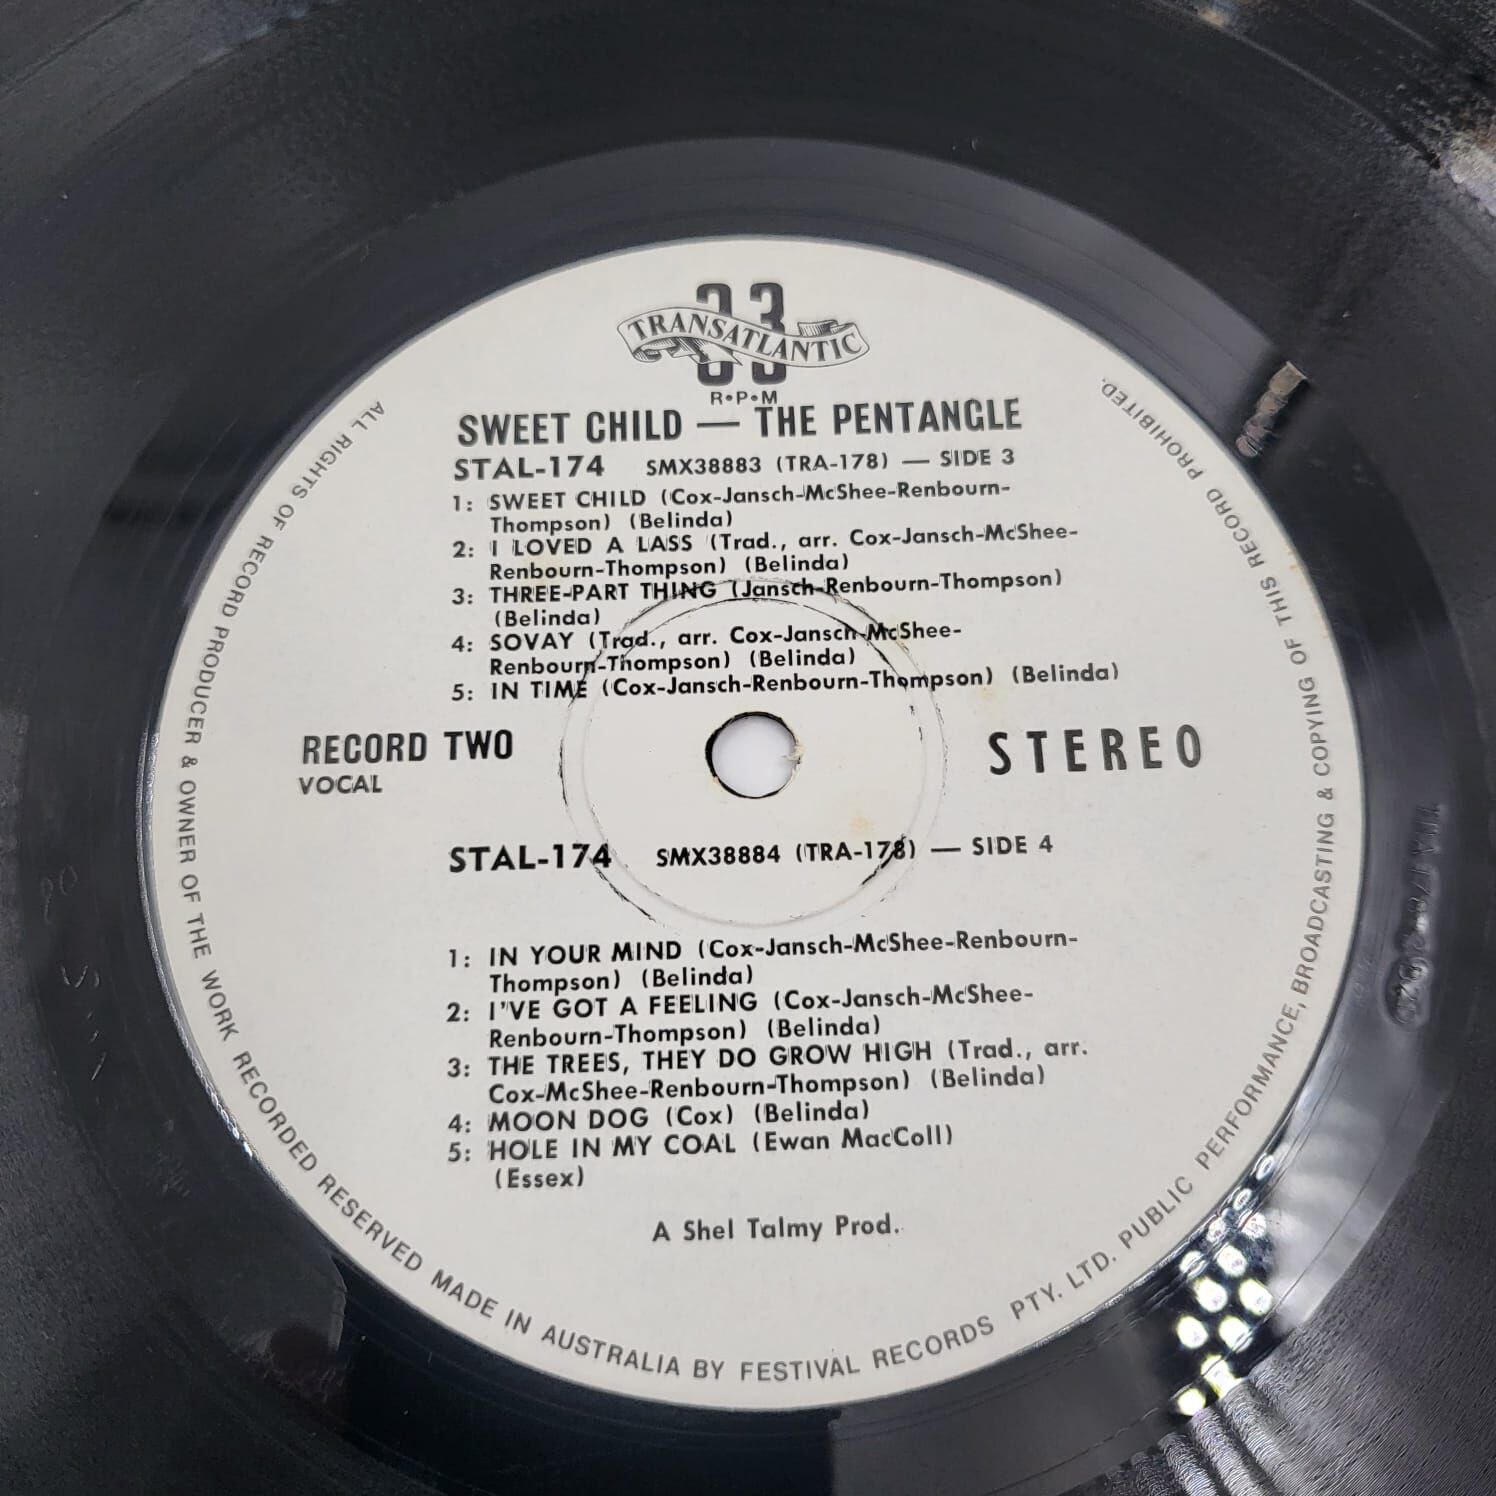 33
TRANSATLANTIC
R•P•M
SWEET CHILD — THE PENTANGLE
STAL-174 SMX38883 (TRA-178) — SIDE 3
1: SWEET CHILD (Cox-Jansch-McShee-Renbourn-
Thompson) (Belinda)
2: I LOVED A LASS (Trad., arr. Cox-Jansch-McShee-
Renbourn-Thompson) (Belinda)
3: THREE-PART THING (Jansch-Renbourn-Thompson)
(Belinda)
4: SOVAY (Trad., arr. Cox-Jansch-McShee-
Renbourn-Thompson) (Belinda)
5: IN TIME (Cox-Jansch-Renbourn-Thompson) (Belinda)
RECORD TWO
VOCAL
STEREO
STAL-174 SMX38884 (TRA-178) — SIDE 4
1: IN YOUR MIND (Cox-Jansch-McShee-Renbourn-
Thompson) (Belinda)
2: I'VE GOT A FEELING (Cox-Jansch-McShee-
Renbourn-Thompson) (Belinda)
3: THE TREES, THEY DO GROW HIGH (Trad., arr.
Cox-McShee-Renbourn-Thompson) (Belinda)
4: MOON DOG (Cox) (Belinda)
5: HOLE IN MY COAL (Ewan MacColl)
(Essex)
A Shel Talmy Prod.
ALL RIGHTS OF RECORD PRODUCER & OWNER OF THE WORK RECORDED RESERVED MADE IN AUSTRALIA BY FESTIVAL RECORDS PTY. LTD. PUBLIC PERFORMANCE, BROADCASTING & COPYING OF THIS RECORD PROHIBITED.